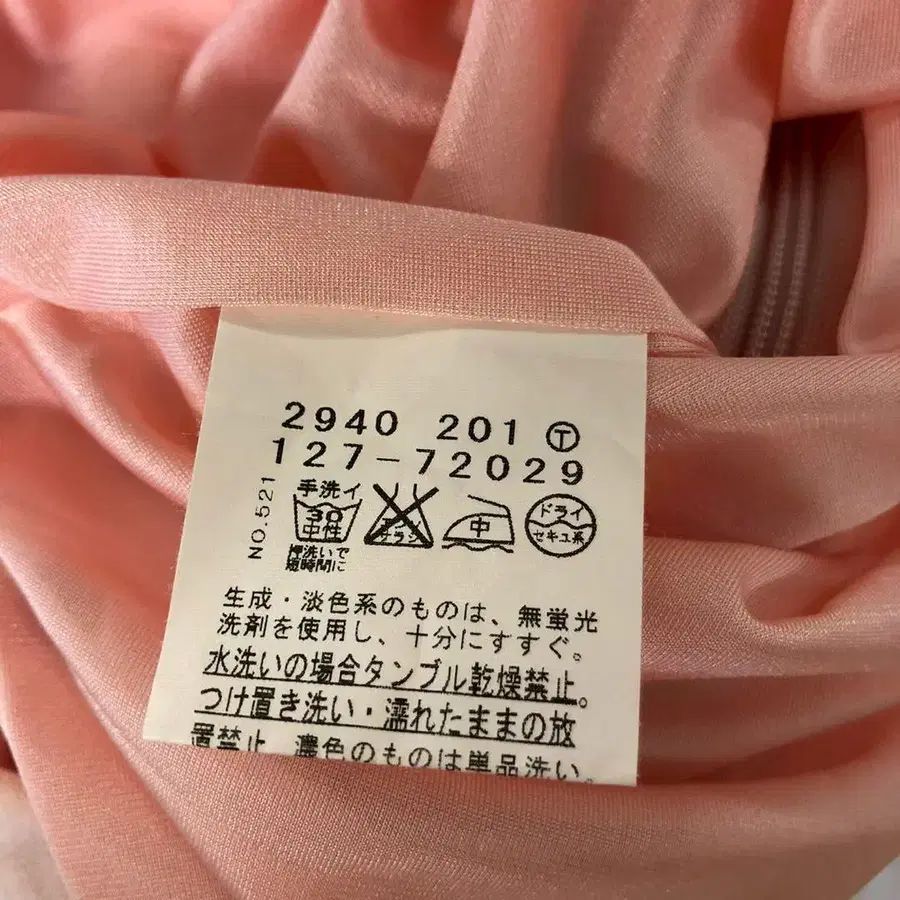 2940 201 Ⓣ
127-72029
NO.521
手洗イ
30
中性
押洗いで
短時間に
中
ドライ
セキユ系
生成・淡色系のものは、無蛍光
洗剤を使用し、十分にすすぐ。
水洗いの場合タンブル乾燥禁止。
つけ置き洗い・濡れたままの放
置禁止 濃色のものは単品洗い。